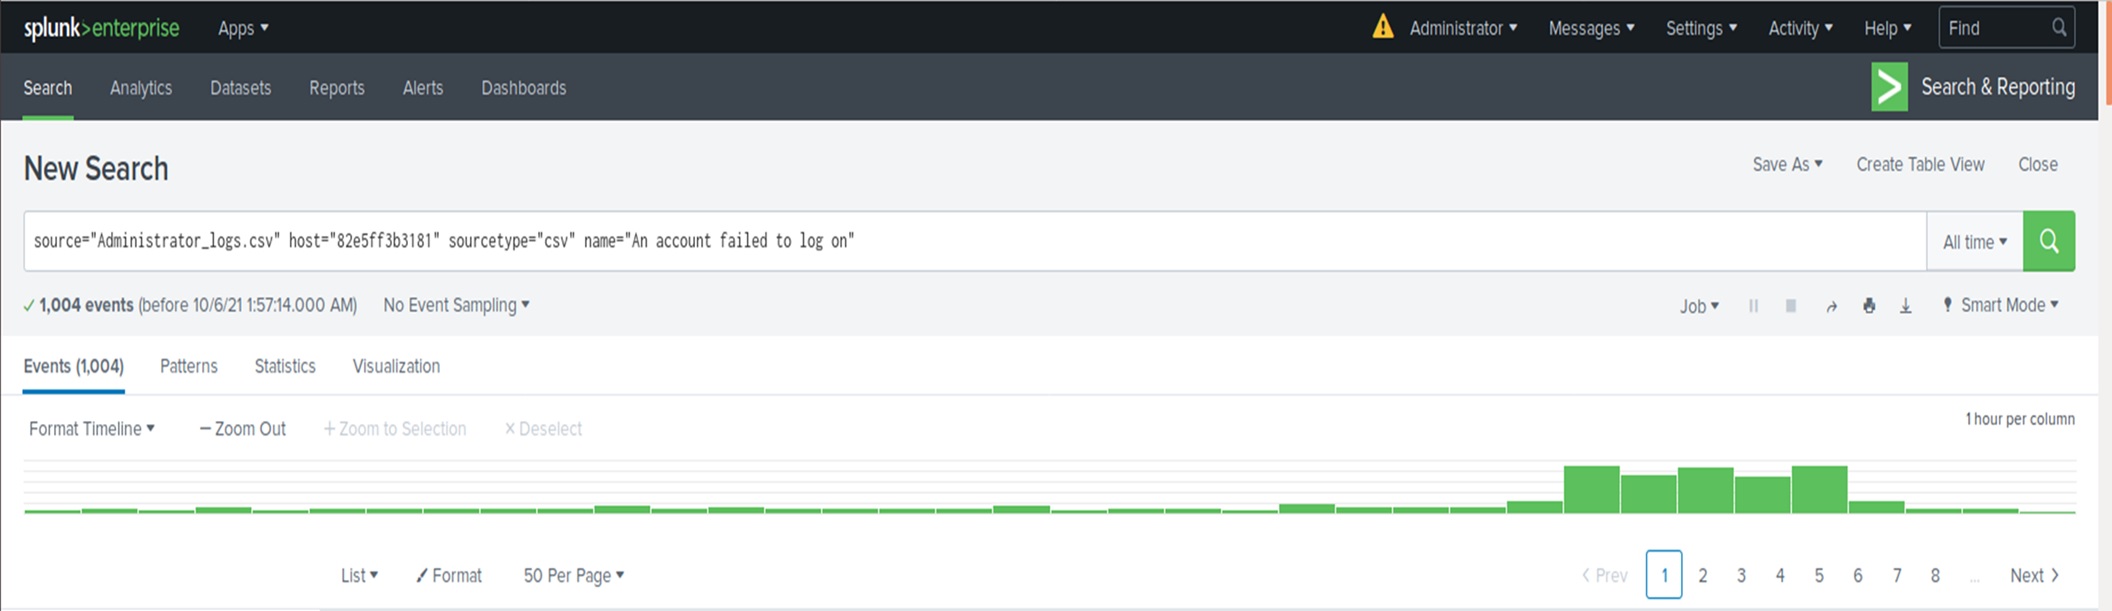 splunk>enterprise Apps Administrator Messages Settings Activity Help Find
Search Analytics Datasets Reports Alerts Dashboards Search & Reporting
New Search Save As Create Table View Close
source="Administrator_logs.csv" host="82e5ff3b3181" sourcetype="csv" name="An account failed to log on" All time
1,004 events (before 10/6/21 1:57:14.000 AM) No Event Sampling Job Smart Mode
Events (1,004) Patterns Statistics Visualization
Format Timeline — Zoom Out + Zoom to Selection × Deselect 1 hour per column
List Format 50 Per Page < Prev 1 2 3 4 5 6 7 8 ... Next >